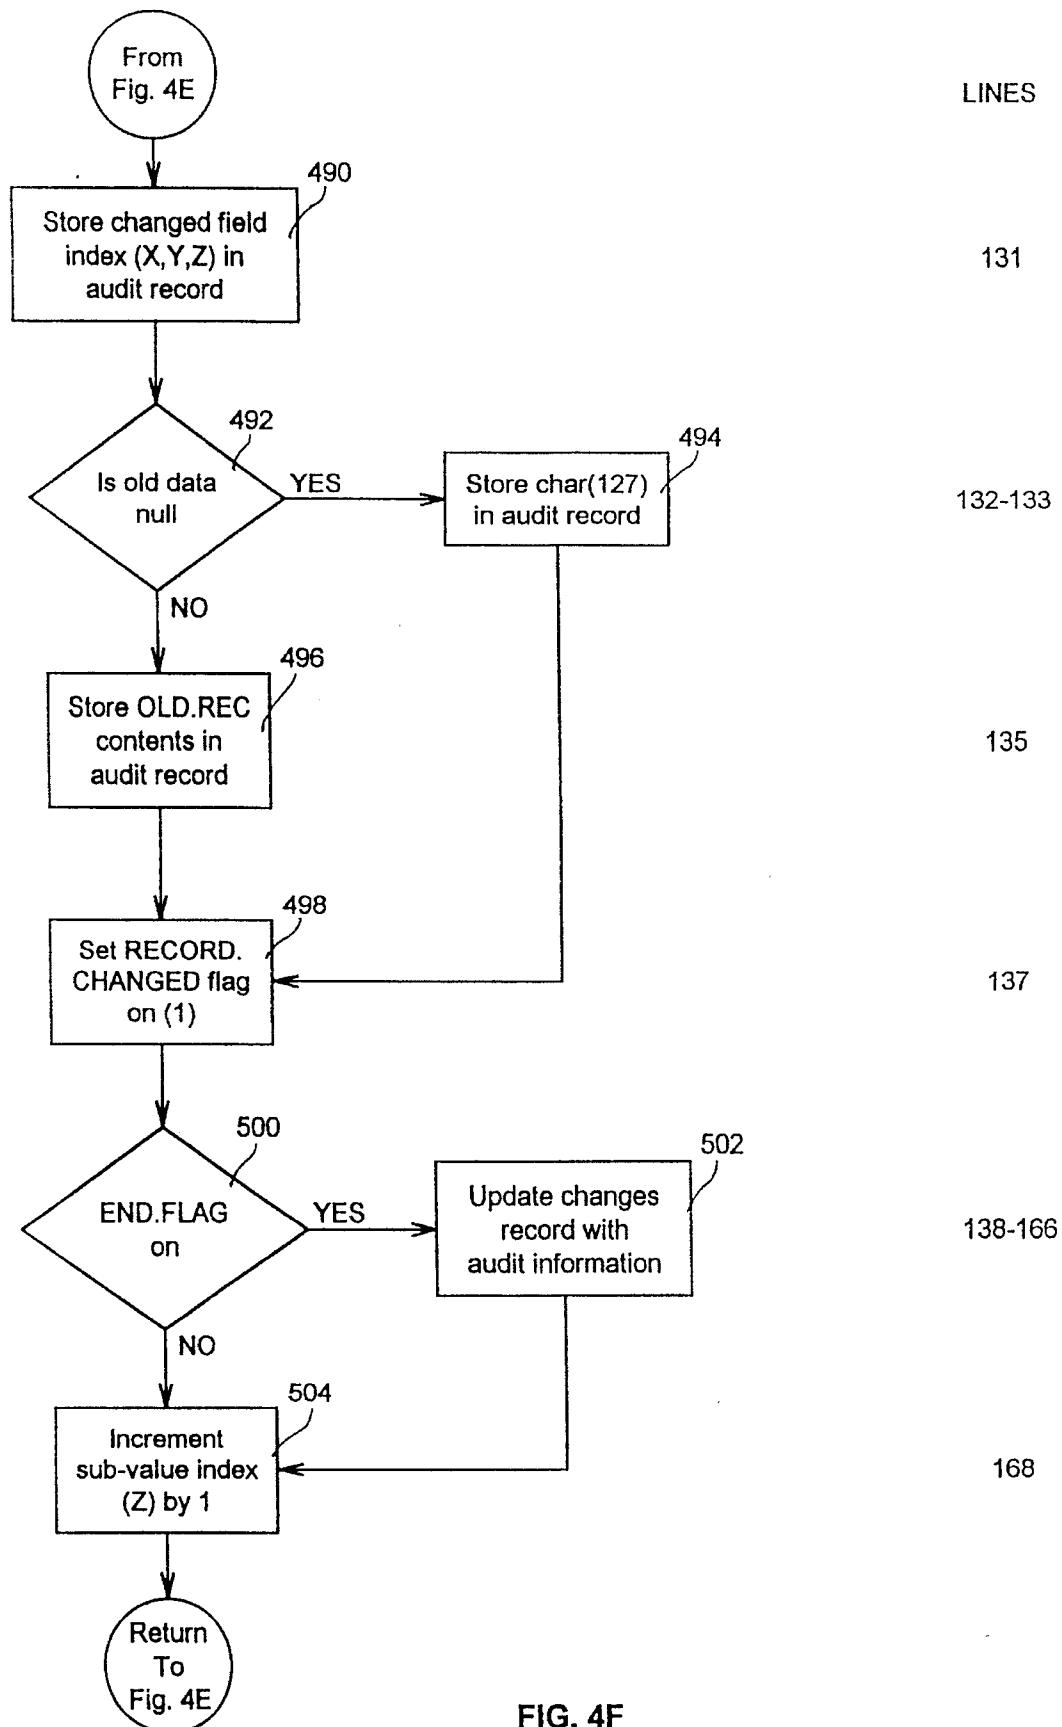 From
Fig. 4E
LINES
490
Store changed field
index (X,Y,Z) in
audit record
131
492
Is old data
null
YES
494
Store char(127)
in audit record
132-133
NO
496
Store OLD.REC
contents in
audit record
135
498
Set RECORD.
CHANGED flag
on (1)
137
500
END.FLAG
on
YES
502
Update changes
record with
audit information
138-166
NO
504
Increment
sub-value index
(Z) by 1
168
Return
To
Fig. 4E
FIG. 4F